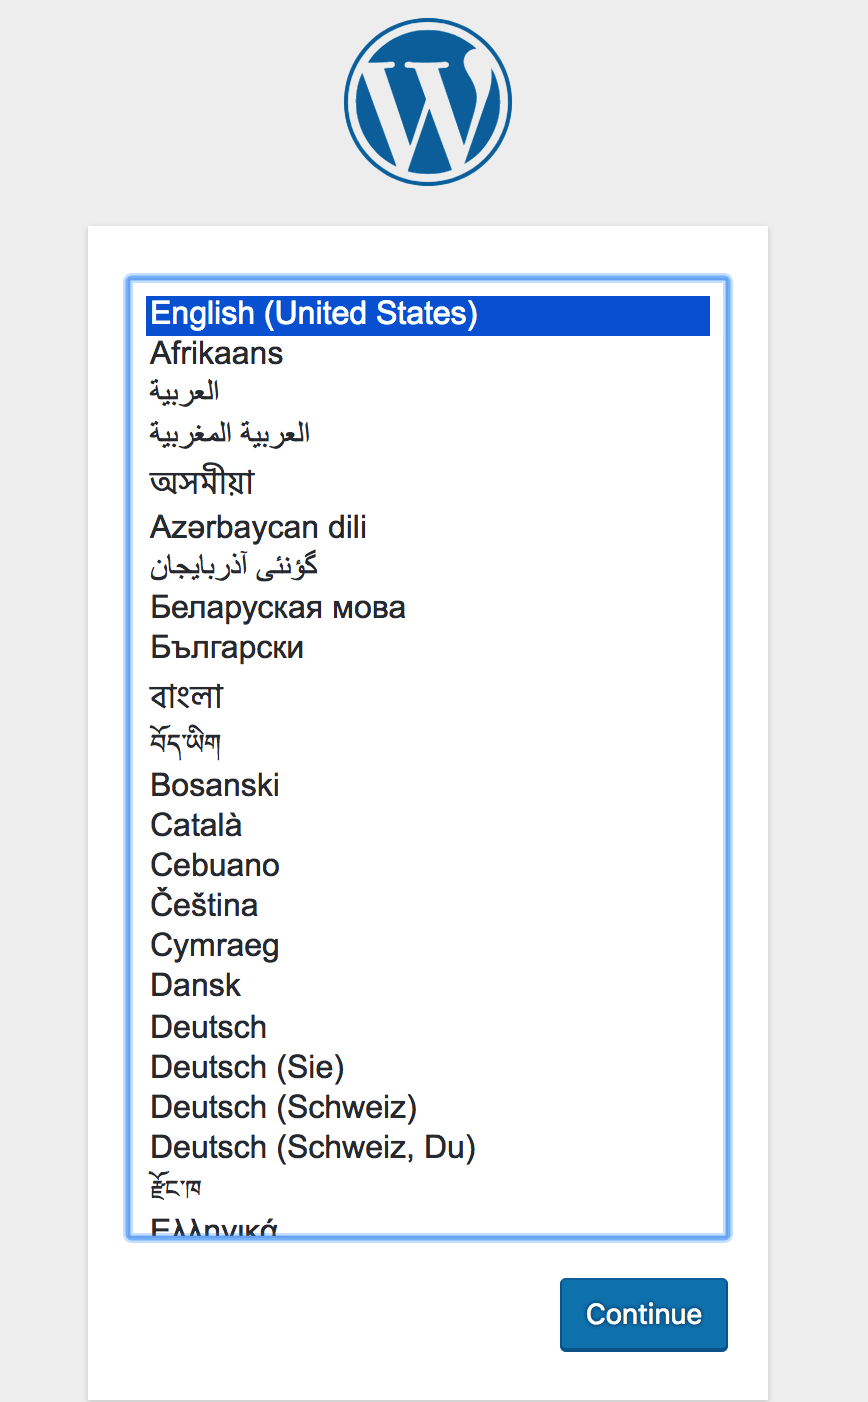 English (United States)
Afrikaans
العربية
العربية المغربية
অসমীয়া
Azərbaycan dili
گؤنئی آذربایجان
Беларуская мова
Български
বাংলা
བོད་ཡིག
Bosanski
Català
Cebuano
Čeština
Cymraeg
Dansk
Deutsch
Deutsch (Sie)
Deutsch (Schweiz)
Deutsch (Schweiz, Du)
རྫོང་ཁ
Ελληνικά
Continue